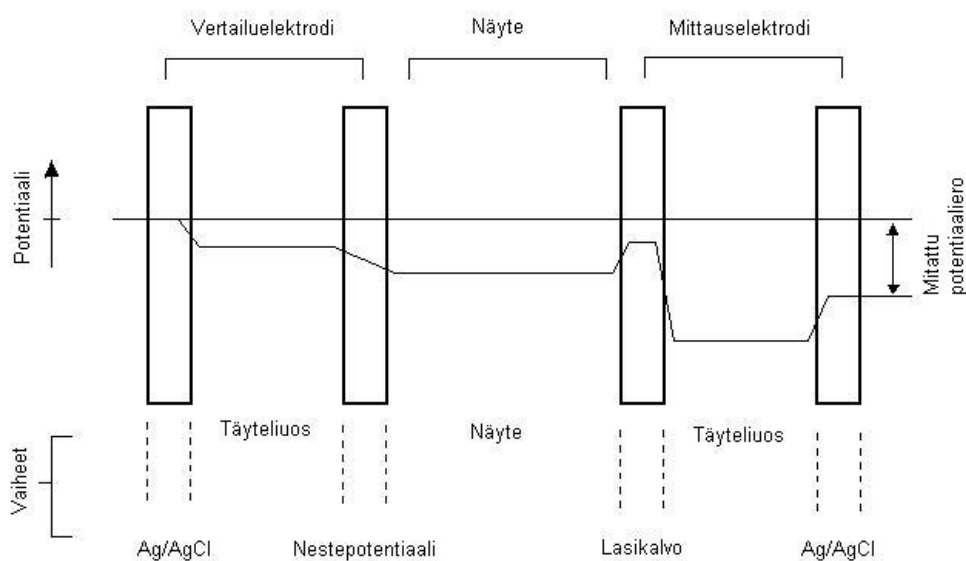 Vertailuelektrodi
Näyte
Mittauselektrodi
Potentiaali
Mitattu
potentiaaliero
Täyteliuos
Näyte
Täyteliuos
Vaiheet
Ag/AgCl
Nestepotentiaali
Lasikalvo
Ag/AgCl